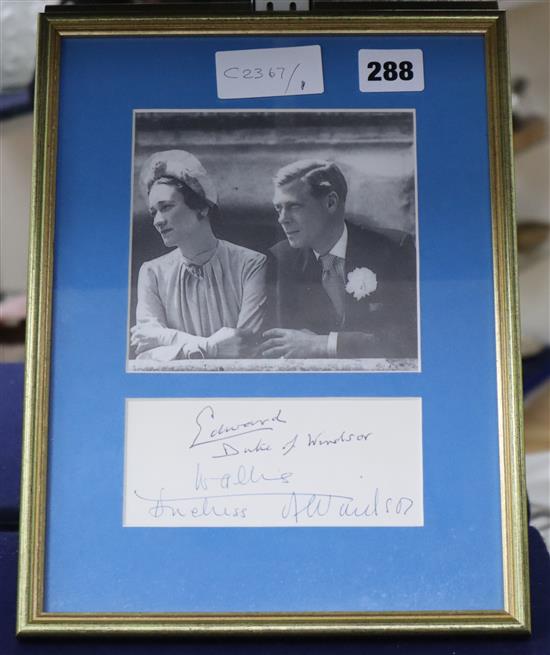 C2367/1
288
Edward
Duke of Windsor
Wallis
Duchess of Windsor